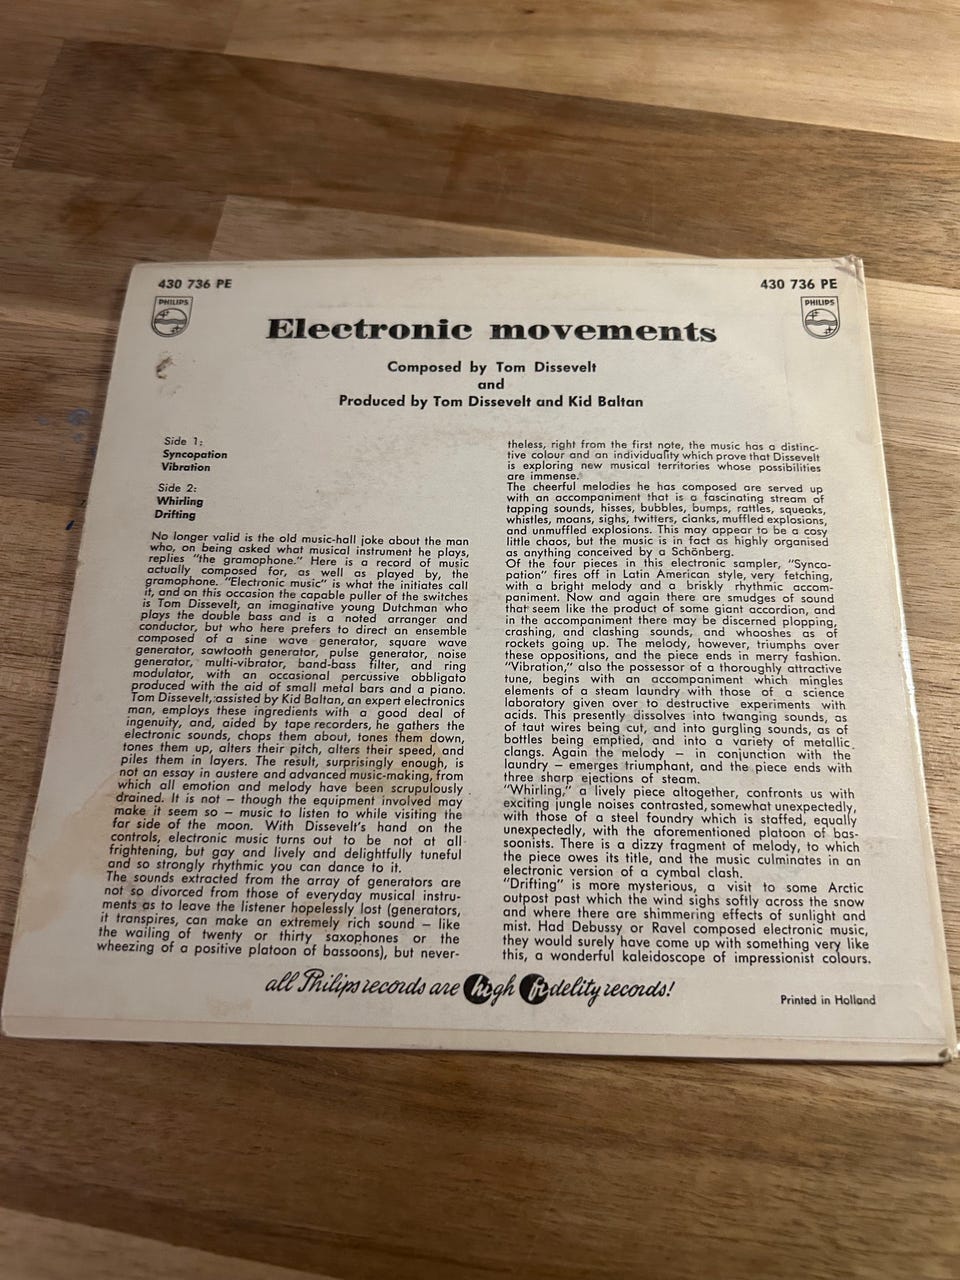 430 736 PE
430 736 PE
PHILIPS
PHILIPS
Electronic movements
Composed by Tom Dissevelt
and
Produced by Tom Dissevelt and Kid Baltan
Side 1:
Syncopation
Vibration
Side 2:
Whirling
Drifting
No longer valid is the old music-hall joke about the man
who, on being asked what musical instrument he plays,
replies "the gramophone." Here is a record of music
actually composed for, as well as played by, the
gramophone. "Electronic music" is what the initiates call
it, and on this occasion the capable puller of the switches
is Tom Dissevelt, an imaginative young Dutchman who
plays the double bass and is a noted arranger and
conductor, but who here prefers to direct an ensemble
composed of a sine wave generator, square wave
generator, sawtooth generator, pulse generator, noise
generator, multi-vibrator, band-bass filter, and ring
modulator, with an occasional percussive obbligato
produced with the aid of small metal bars and a piano.
Tom Dissevelt, assisted by Kid Baltan, an expert electronics
man, employs these ingredients with a good deal of
ingenuity, and, aided by tape recorders, he gathers the
electronic sounds, chops them about, tones them down,
tones them up, alters their pitch, alters their speed, and
piles them in layers. The result, surprisingly enough, is
not an essay in austere and advanced music-making, from
which all emotion and melody have been scrupulously
drained. It is not — though the equipment involved may
make it seem so — music to listen to while visiting the
far side of the moon. With Dissevelt's hand on the
controls, electronic music turns out to be not at all
frightening, but gay and lively and delightfully tuneful
and so strongly rhythmic you can dance to it.
The sounds extracted from the array of generators are
not so divorced from those of everyday musical instru-
ments as to leave the listener hopelessly lost (generators,
it transpires, can make an extremely rich sound — like
the wailing of twenty or thirty saxophones or the
wheezing of a positive platoon of bassoons), but never-
theless, right from the first note, the music has a distinc-
tive colour and an individuality which prove that Dissevelt
is exploring new musical territories whose possibilities
are immense.
The cheerful melodies he has composed are served up
with an accompaniment that is a fascinating stream of
tapping sounds, hisses, bubbles, bumps, rattles, squeaks,
whistles, moans, sighs, twitters, clanks, muffled explosions,
and unmuffled explosions. This may appear to be a cosy
little chaos, but the music is in fact as highly organised
as anything conceived by a Schönberg.
Of the four pieces in this electronic sampler, "Synco-
pation" fires off in Latin American style, very fetching,
with a bright melody and a briskly rhythmic accom-
paniment. Now and again there are smudges of sound
that seem like the product of some giant accordion, and
in the accompaniment there may be discerned plopping,
crashing, and clashing sounds, and whooshes as of
rockets going up. The melody, however, triumphs over
these oppositions, and the piece ends in merry fashion.
"Vibration," also the possessor of a thoroughly attractive
tune, begins with an accompaniment which mingles
elements of a steam laundry with those of a science
laboratory given over to destructive experiments with
acids. This presently dissolves into twanging sounds, as
of taut wires being cut, and into gurgling sounds, as of
bottles being emptied, and into a variety of metallic
clangs. Again the melody — in conjunction with the
laundry — emerges triumphant, and the piece ends with
three sharp ejections of steam.
"Whirling," a lively piece altogether, confronts us with
exciting jungle noises contrasted, somewhat unexpectedly,
with those of a steel foundry which is staffed, equally
unexpectedly, with the aforementioned platoon of bas-
soonists. There is a dizzy fragment of melody, to which
the piece owes its title, and the music culminates in an
electronic version of a cymbal clash.
"Drifting" is more mysterious, a visit to some Arctic
outpost past which the wind sighs softly across the snow
and where there are shimmering effects of sunlight and
mist. Had Debussy or Ravel composed electronic music,
they would surely have come up with something very like
this, a wonderful kaleidoscope of impressionist colours.
all Philips records are high fidelity records!
Printed in Holland